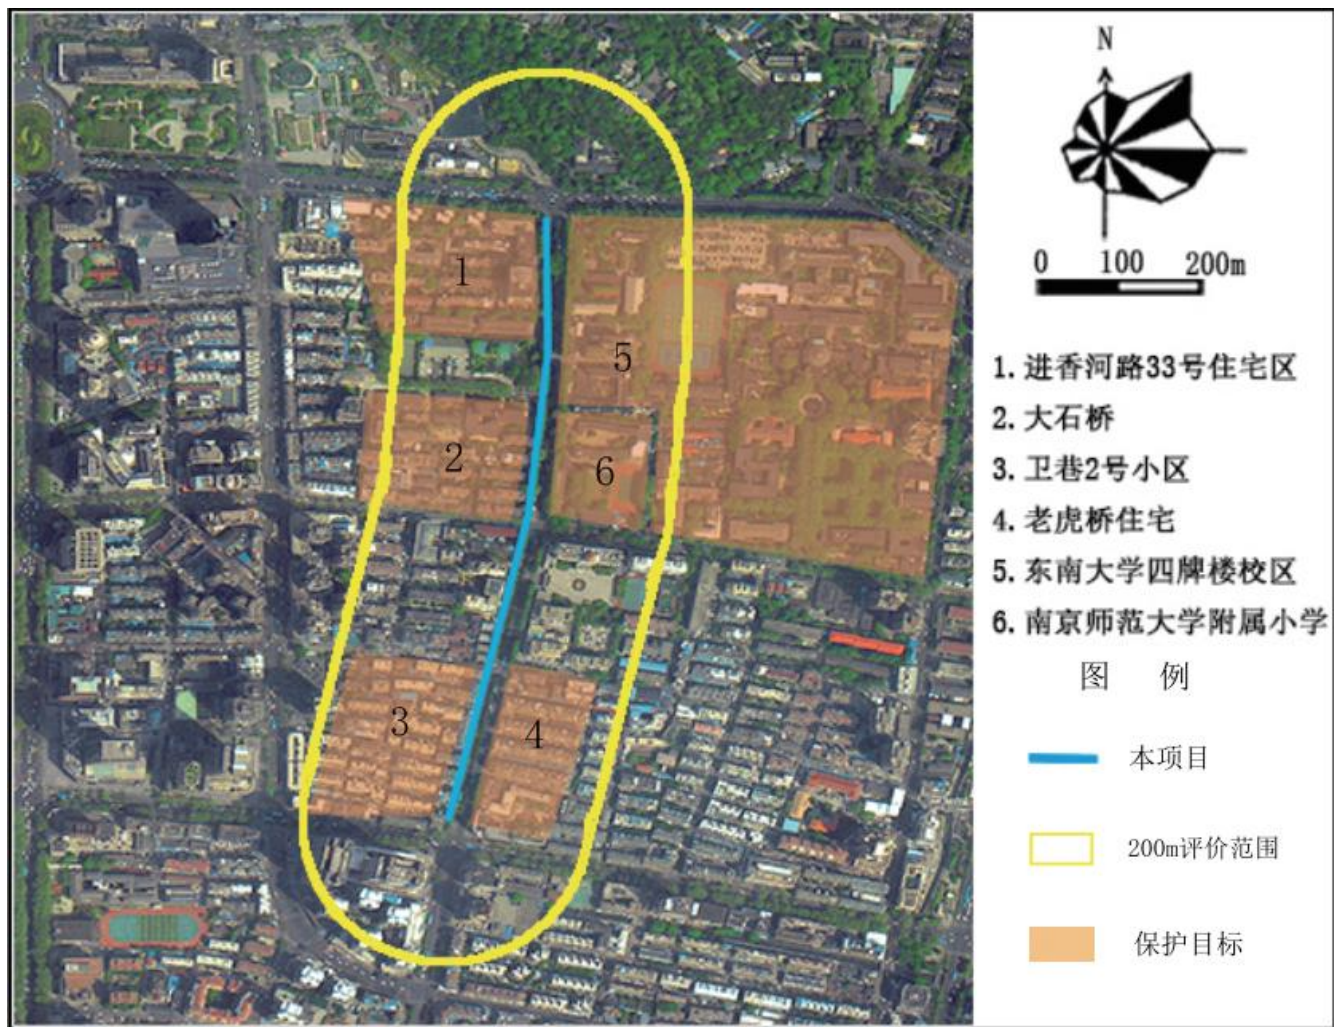 N
0 100 200m
1
2
3
4
5
6
1.进香河路33号住宅区
2.大石桥
3.卫巷2号小区
4.老虎桥住宅
5.东南大学四牌楼校区
6.南京师范大学附属小学
图 例
本项目
200m评价范围
保护目标